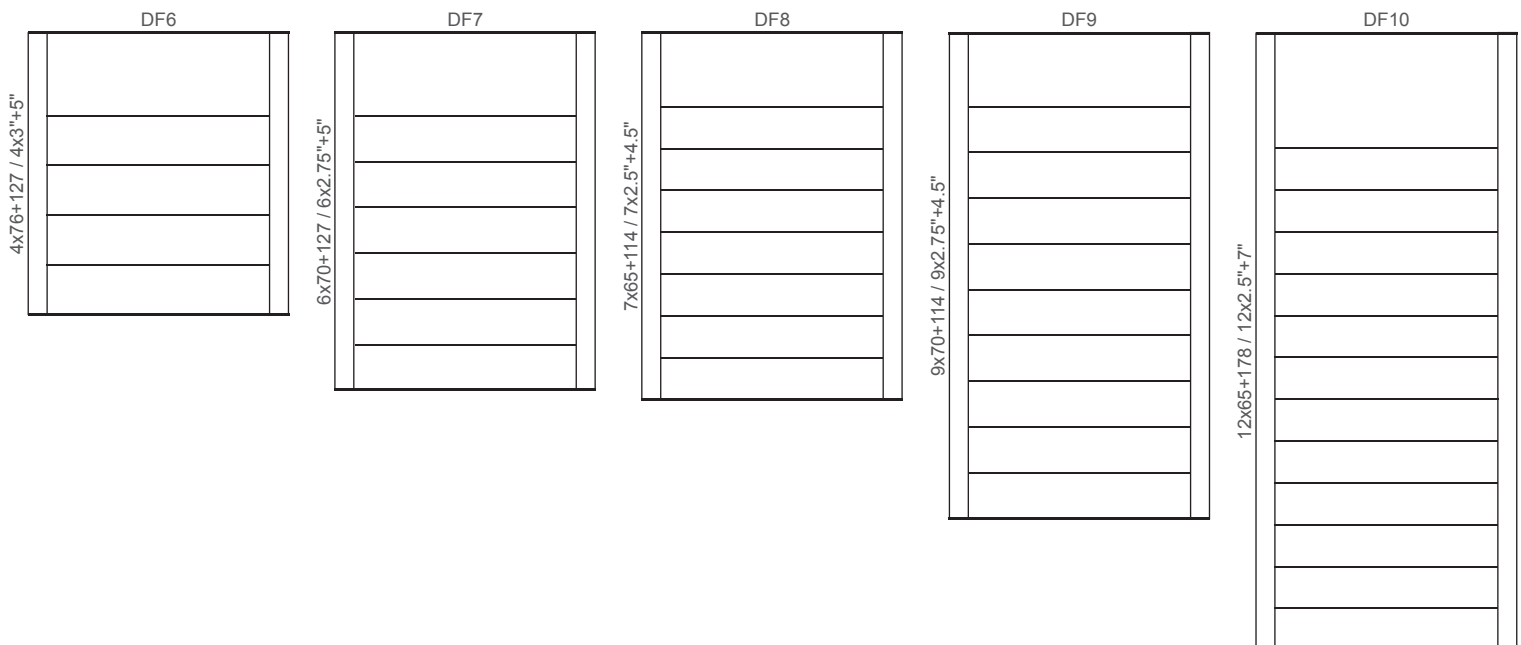 DF6
DF7
DF8
DF9
DF10
4x76+127 / 4x3"+5"
6x70+127 / 6x2.75"+5"
7x65+114 / 7x2.5"+4.5"
9x70+114 / 9x2.75"+4.5"
12x65+178 / 12x2.5"+7"